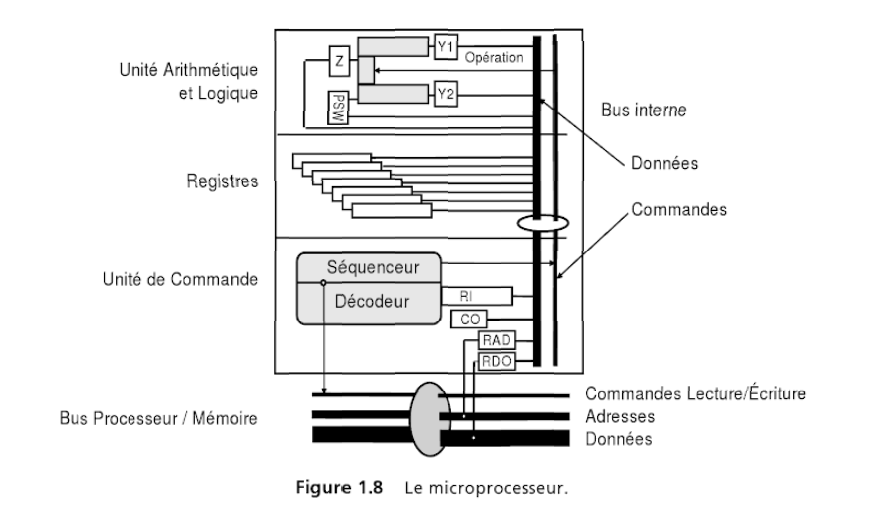 Unité Arithmétique
et Logique
Z
Y1
Opération
Y2
PSW
Bus interne
Données
Registres
Commandes
Unité de Commande
Séquenceur
Décodeur
RI
CO
RAD
RDO
Bus Processeur / Mémoire
Commandes Lecture/Écriture
Adresses
Données
Figure 1.8 Le microprocesseur.